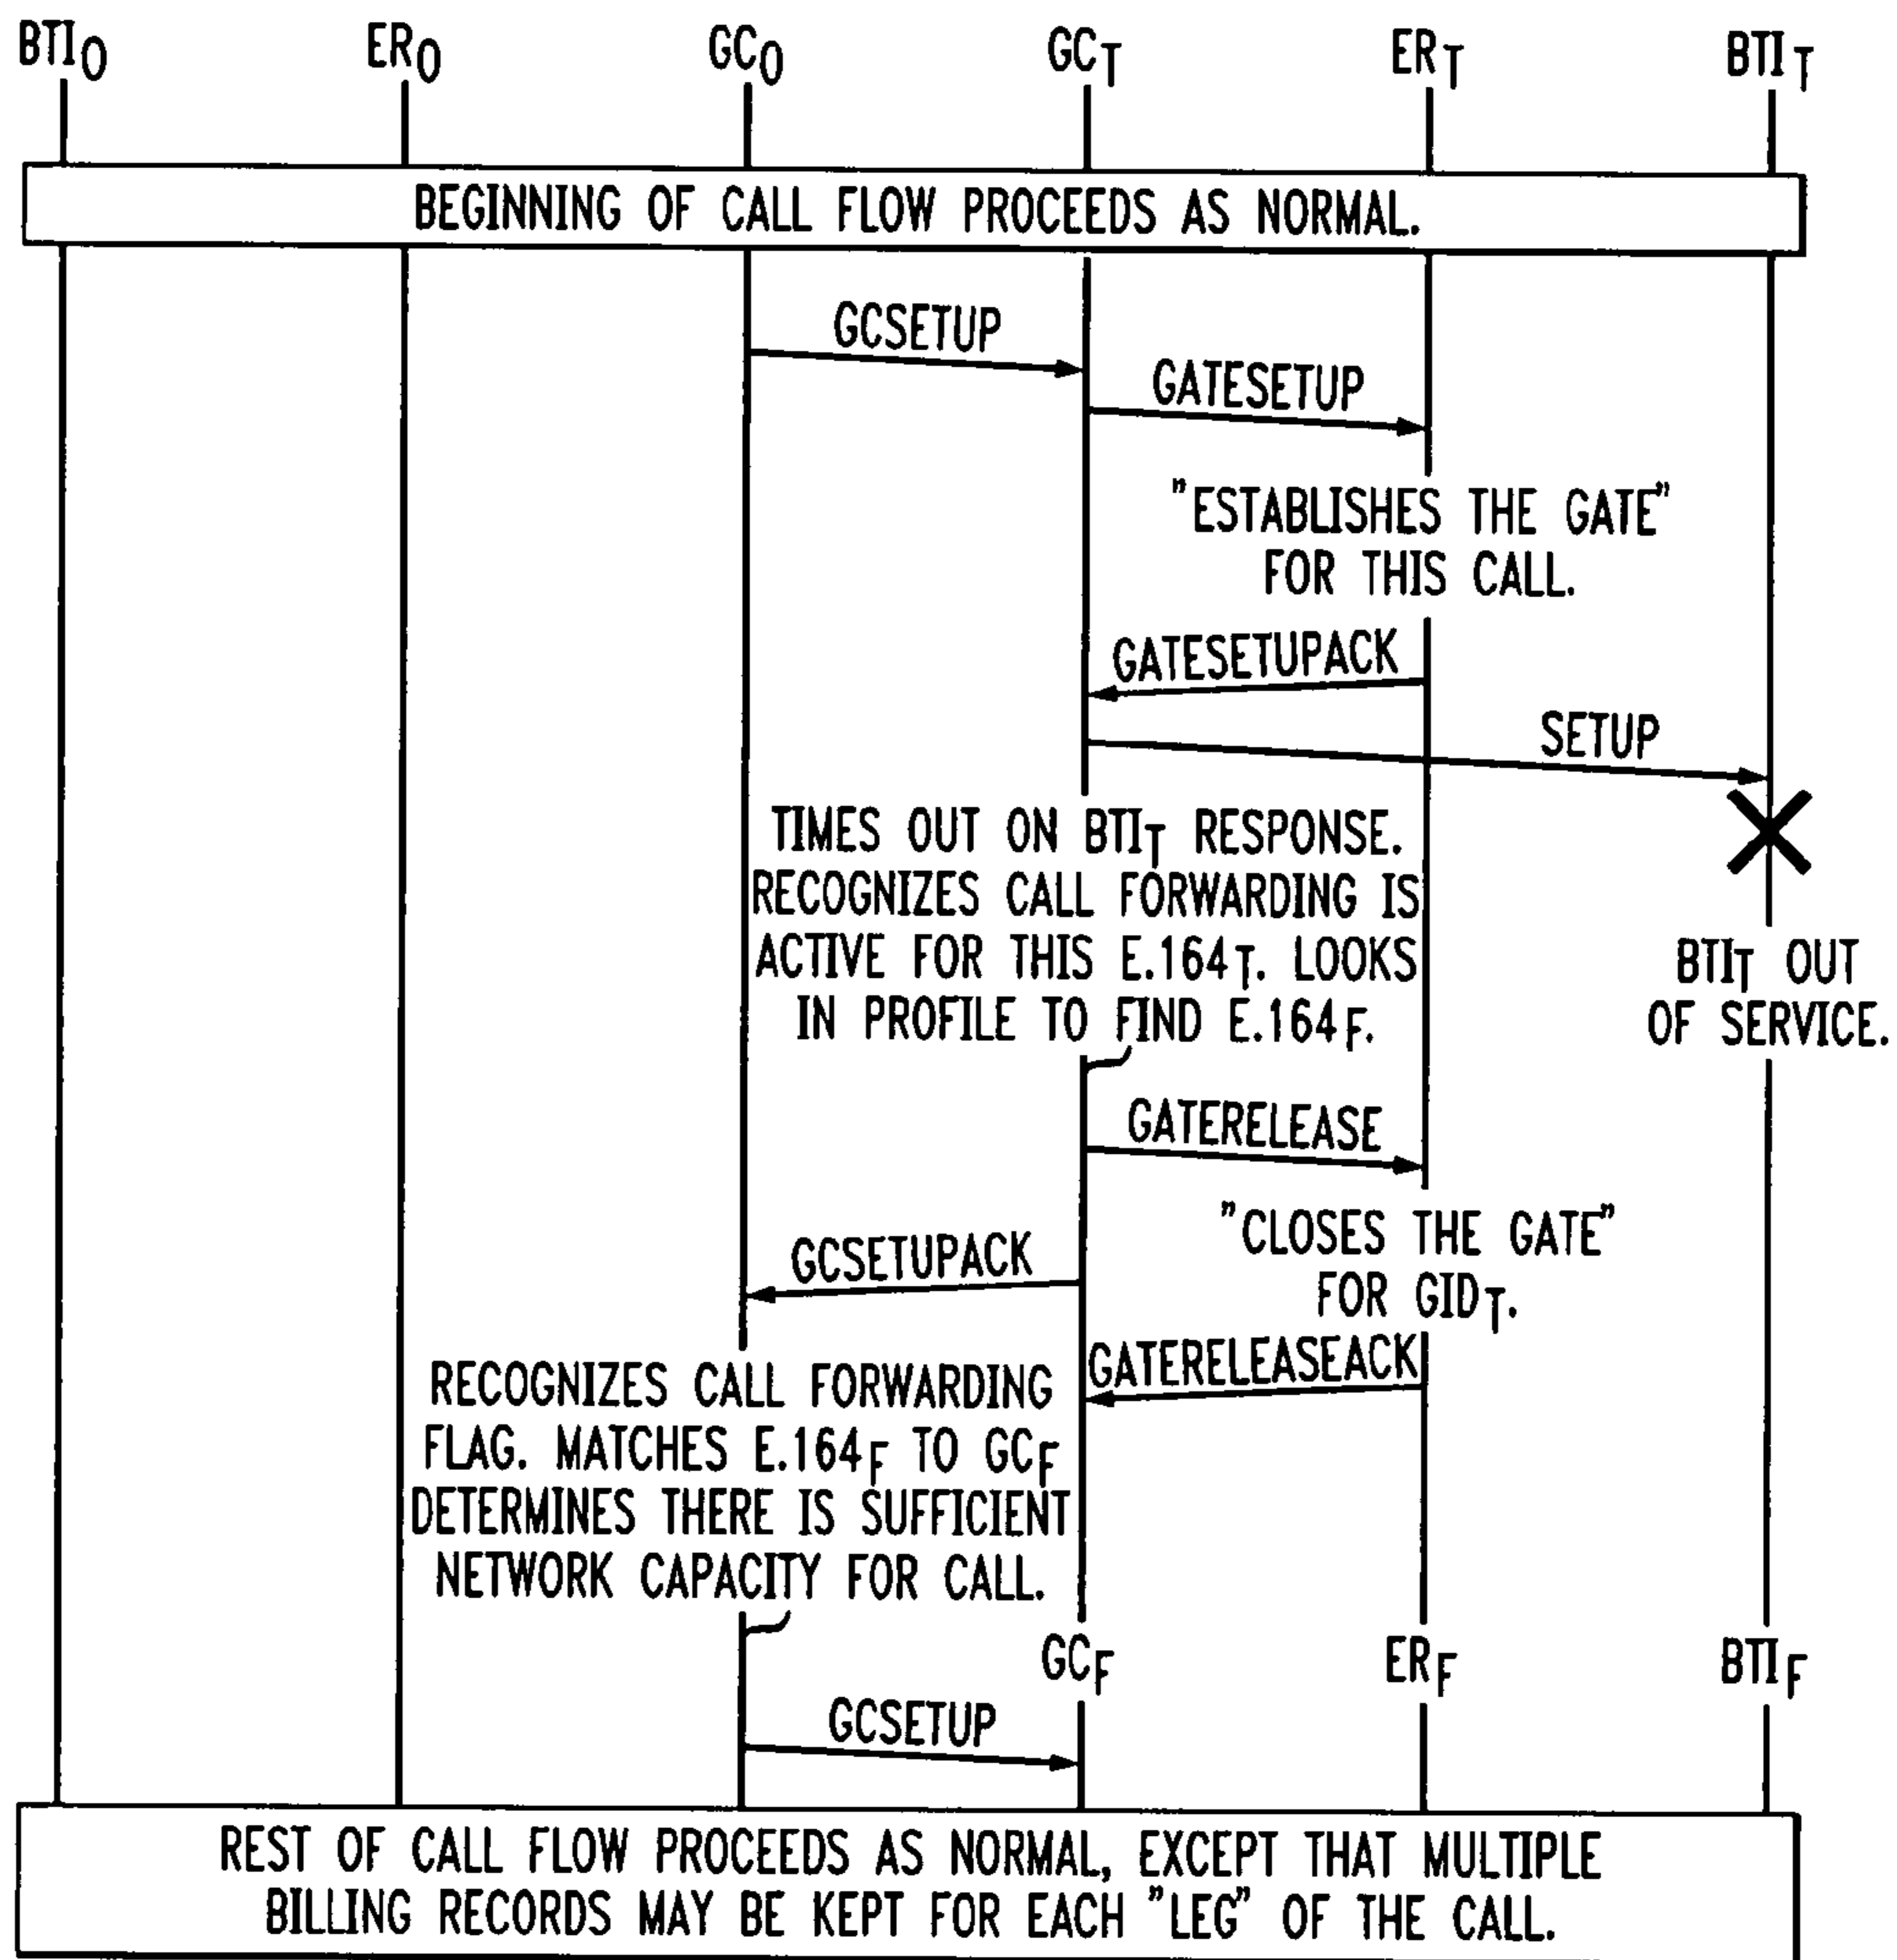 BTIO ERO GCO GCT ERT BTIT
BEGINNING OF CALL FLOW PROCEEDS AS NORMAL.
GCSETUP
GATESETUP
"ESTABLISHES THE GATE"
FOR THIS CALL.
GATESETUPACK
SETUP
TIMES OUT ON BTIT RESPONSE.
RECOGNIZES CALL FORWARDING IS
ACTIVE FOR THIS E.164T. LOOKS
IN PROFILE TO FIND E.164F.
BTIT OUT
OF SERVICE.
GATERELEASE
"CLOSES THE GATE"
FOR GIDT.
GCSETUPACK
GATERELEASEACK
RECOGNIZES CALL FORWARDING
FLAG. MATCHES E.164F TO GCF
DETERMINES THERE IS SUFFICIENT
NETWORK CAPACITY FOR CALL.
GCF ERF BTIF
GCSETUP
REST OF CALL FLOW PROCEEDS AS NORMAL, EXCEPT THAT MULTIPLE
BILLING RECORDS MAY BE KEPT FOR EACH "LEG" OF THE CALL.